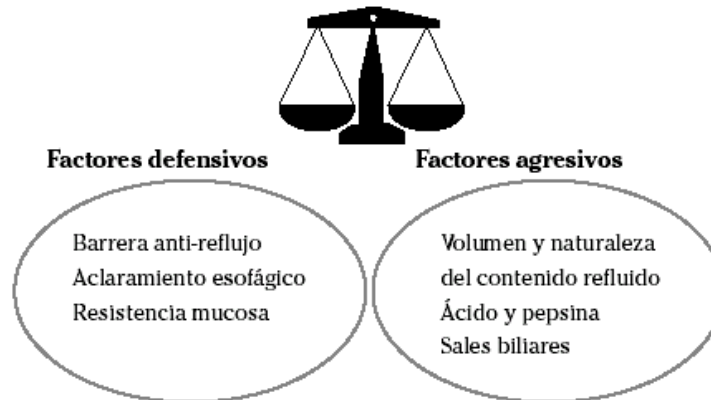 Factores defensivos
Barrera anti-reflujo
Aclaramiento esofágico
Resistencia mucosa
Factores agresivos
Volumen y naturaleza
del contenido refluido
Ácido y pepsina
Sales biliares